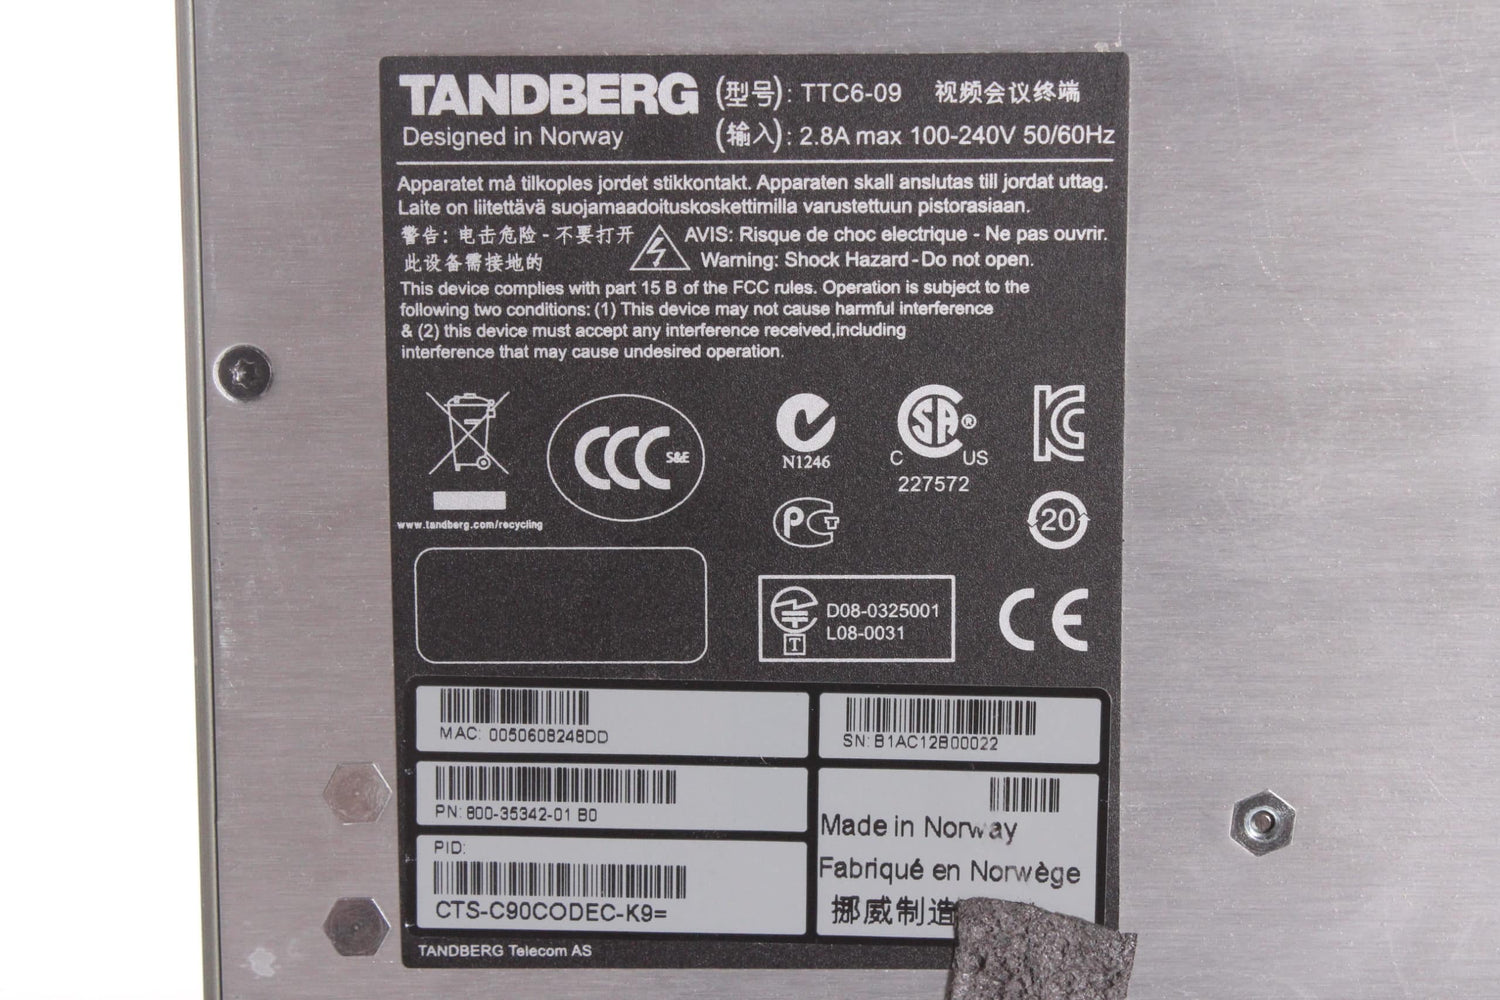 TANDBERG (型号): TTC6-09 视频会议终端
Designed in Norway (输入): 2.8A max 100-240V 50/60Hz
Apparatet må tilkoples jordet stikkontakt. Apparaten skall anslutas till jordat uttag.
Laite on liitettävä suojamaadoituskoskettimilla varustettuun pistorasiaan.
警告: 电击危险 - 不要打开
此设备需接地的
AVIS: Risque de choc electrique - Ne pas ouvrir.
Warning: Shock Hazard - Do not open.
This device complies with part 15 B of the FCC rules. Operation is subject to the
following two conditions: (1) This device may not cause harmful interference
& (2) this device must accept any interference received,including
interference that may cause undesired operation.
www.tandberg.com/recycling
CCC S&E
N1246
SA ®
C US
227572
KC
PCT
20
T
D08-0325001
L08-0031
CE
MAC: 0050608248DD
SN: B1AC12B00022
PN: 800-35342-01 B0
PID:
CTS-C90CODEC-K9=
Made in Norway
Fabriqué en Norwège
挪威制造
TANDBERG Telecom AS